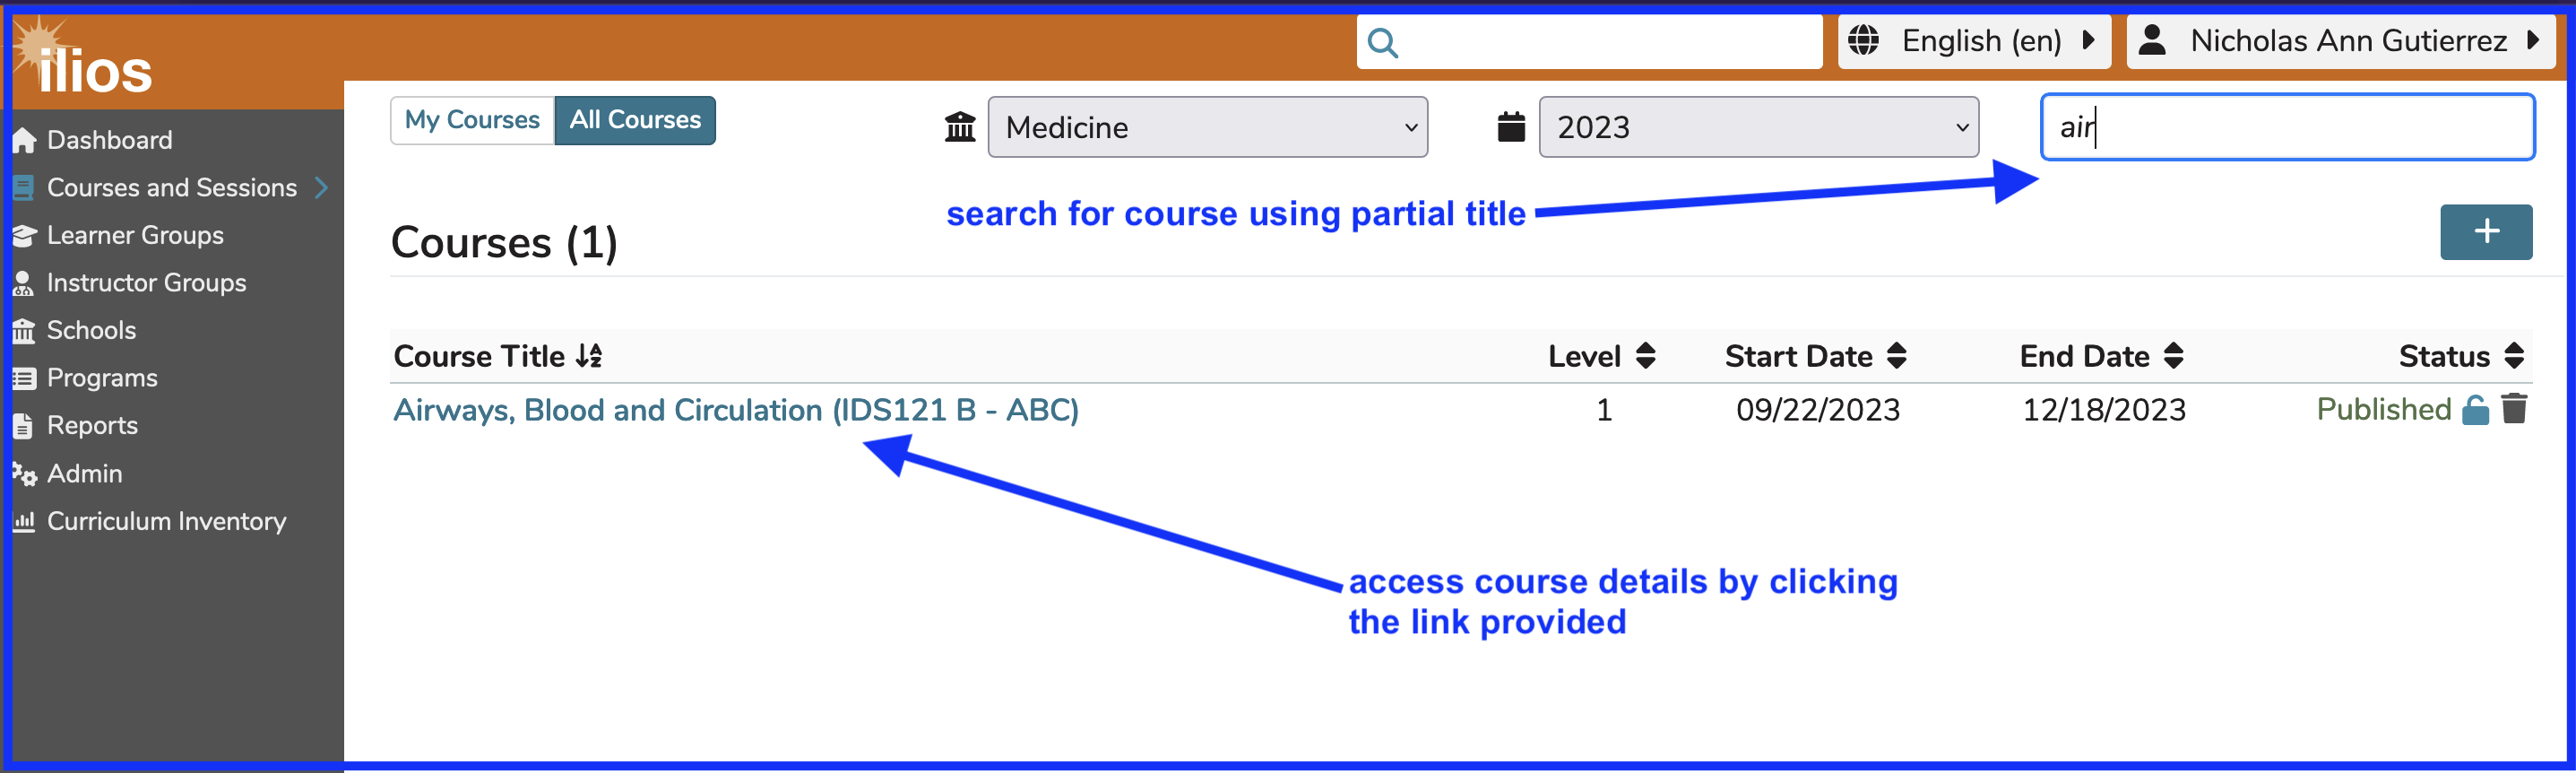 ilios
English (en)
Nicholas Ann Gutierrez
Dashboard
Courses and Sessions
Learner Groups
Instructor Groups
Schools
Programs
Reports
Admin
Curriculum Inventory
My Courses All Courses
Medicine
2023
air
search for course using partial title
Courses (1)
+
Course Title Level Start Date End Date Status
Airways, Blood and Circulation (IDS121 B - ABC) 1 09/22/2023 12/18/2023 Published
access course details by clicking
the link provided